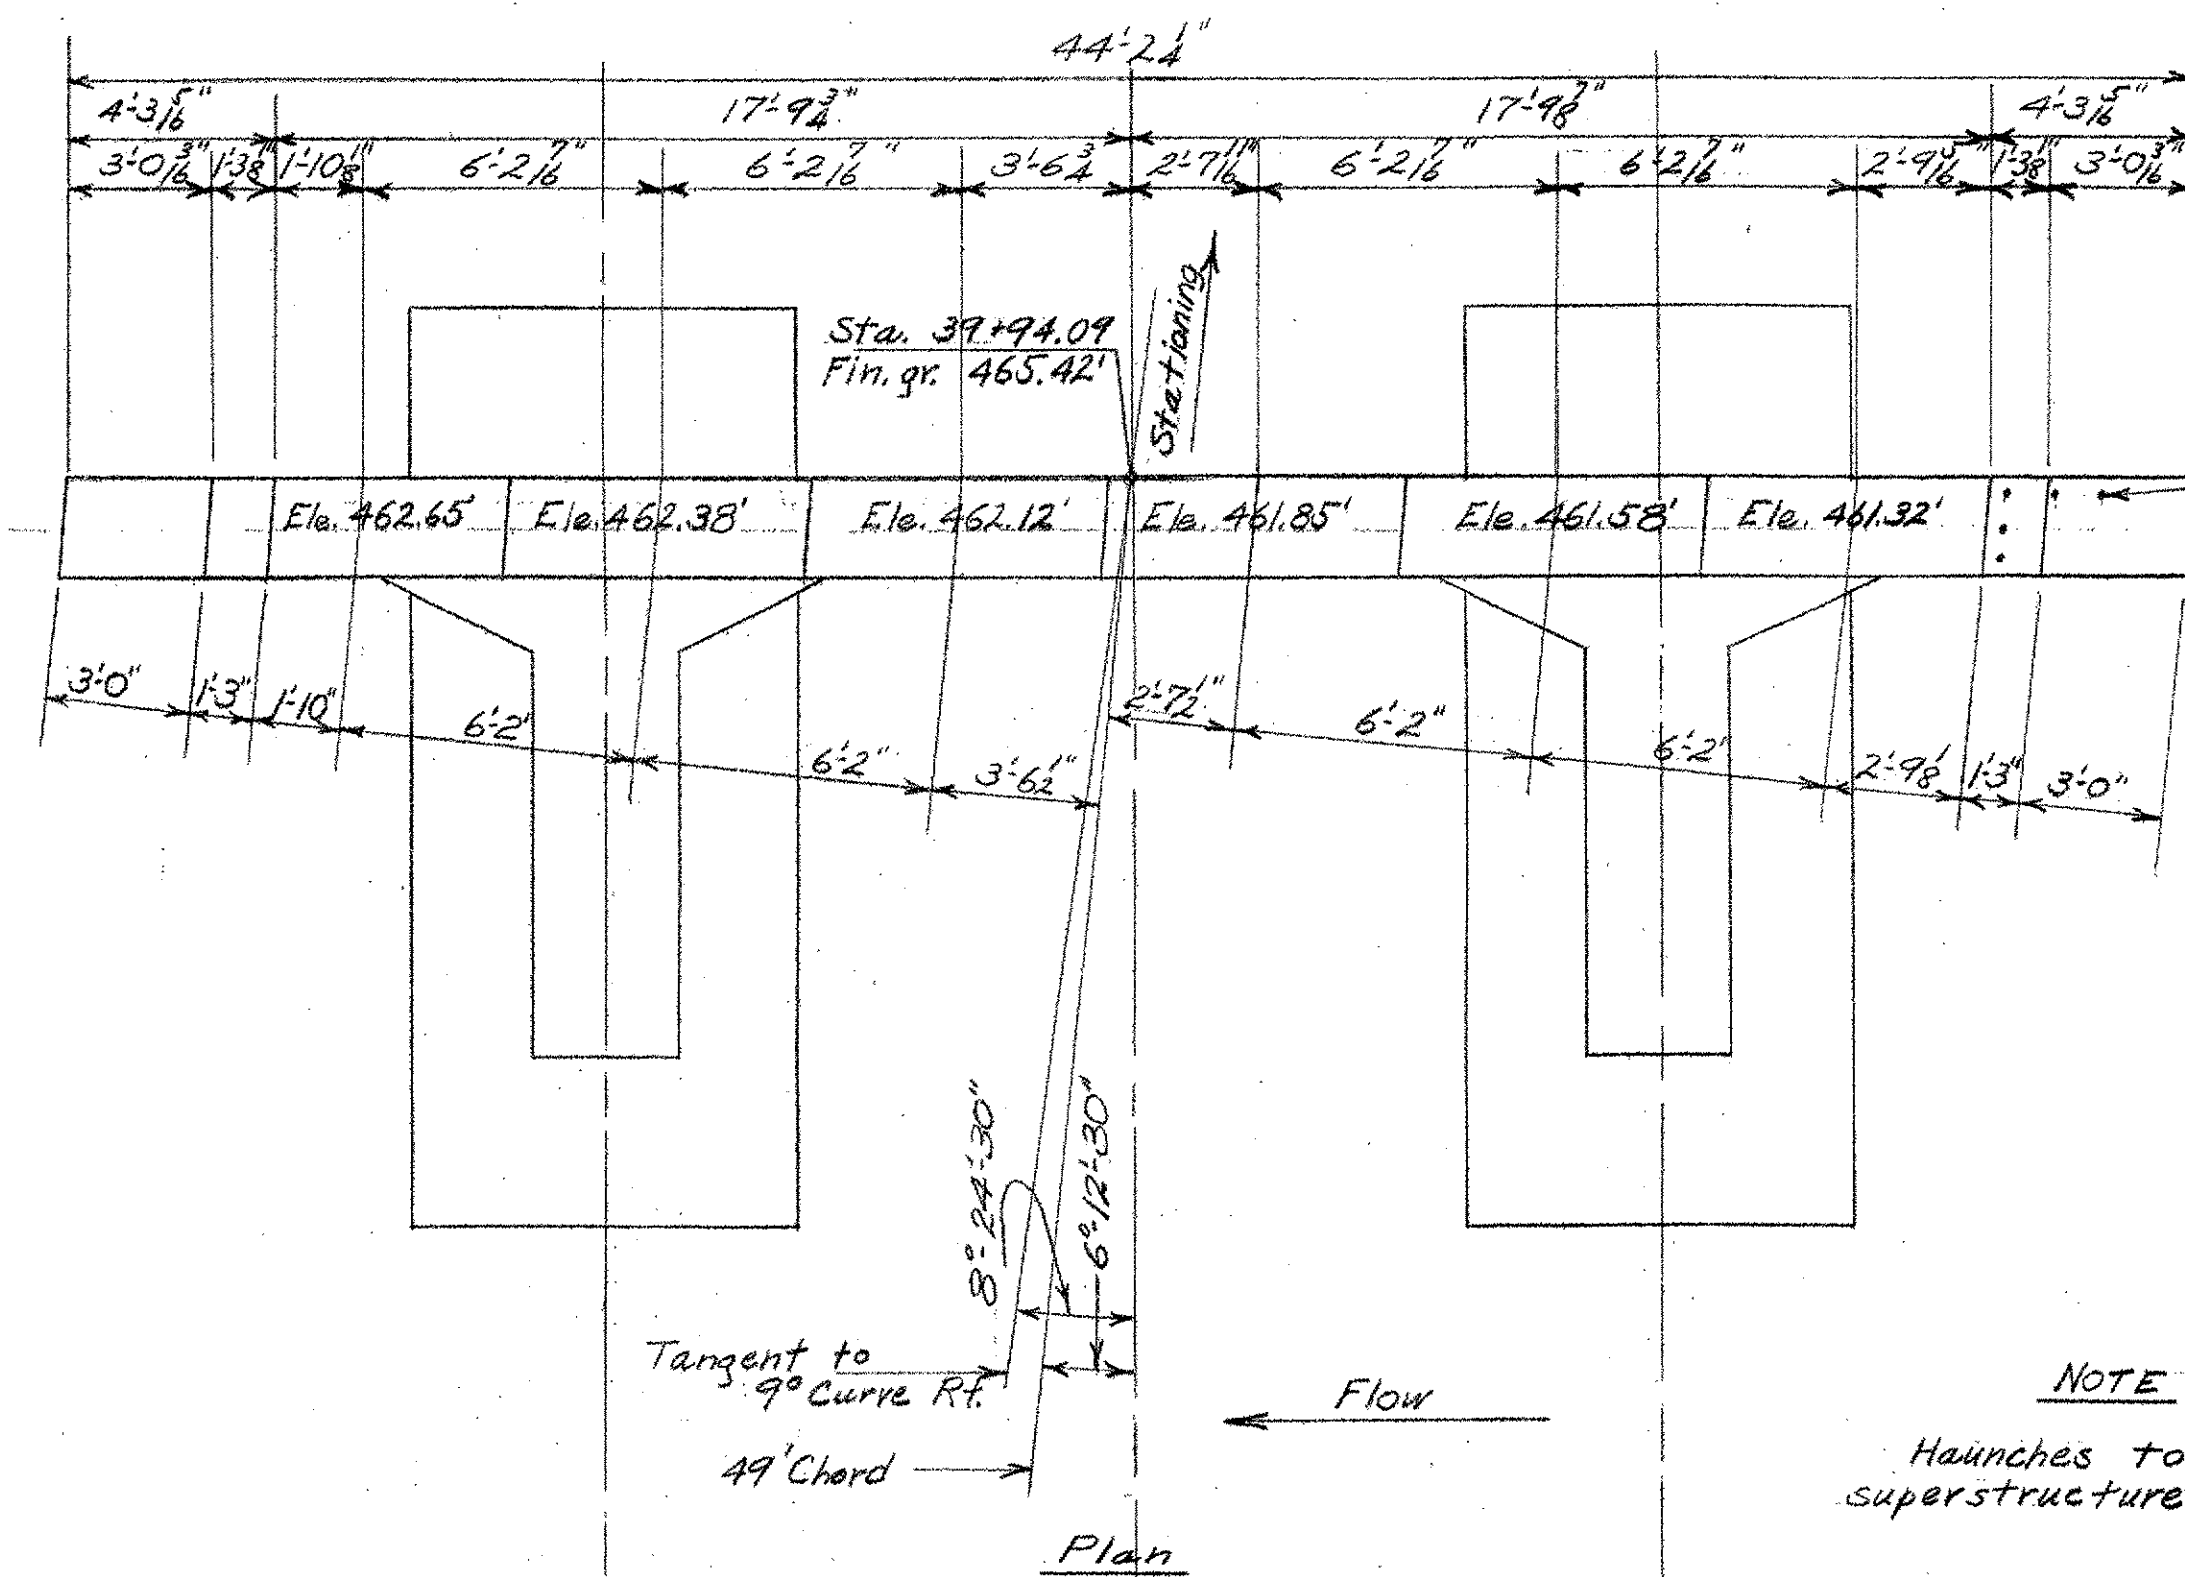 44'-2 1/4"
4'-3 5/16" 17'-9 3/4" 17'-9 7/8" 4'-3 5/16"
3'-0 3/16" 1'-3 1/8" 1'-10 1/8" 6'-2 7/16" 6'-2 7/16" 3'-6 3/4" 2'-7 11/16" 6'-2 7/16" 6'-2 7/16" 2'-9 5/16" 1'-3 1/8" 3'-0 3/16"
Stationing
Sta. 39+94.09
Fin. gr. 465.42'
Ele. 462.65' Ele. 462.38' Ele. 462.12' Ele. 461.85' Ele. 461.58' Ele. 461.32'
3'-0" 1'-3" 1'-10" 6'-2' 6'-2" 3'-6 1/2" 2'-7 1/2" 6'-2" 6'-2' 2'-9 1/8' 1'-3" 3'-0"
8°-24'-30"
6°-12'-30"
Tangent to
9° Curve Rt.
49' Chord
Flow
NOTE
Haunches to
superstructure
Plan